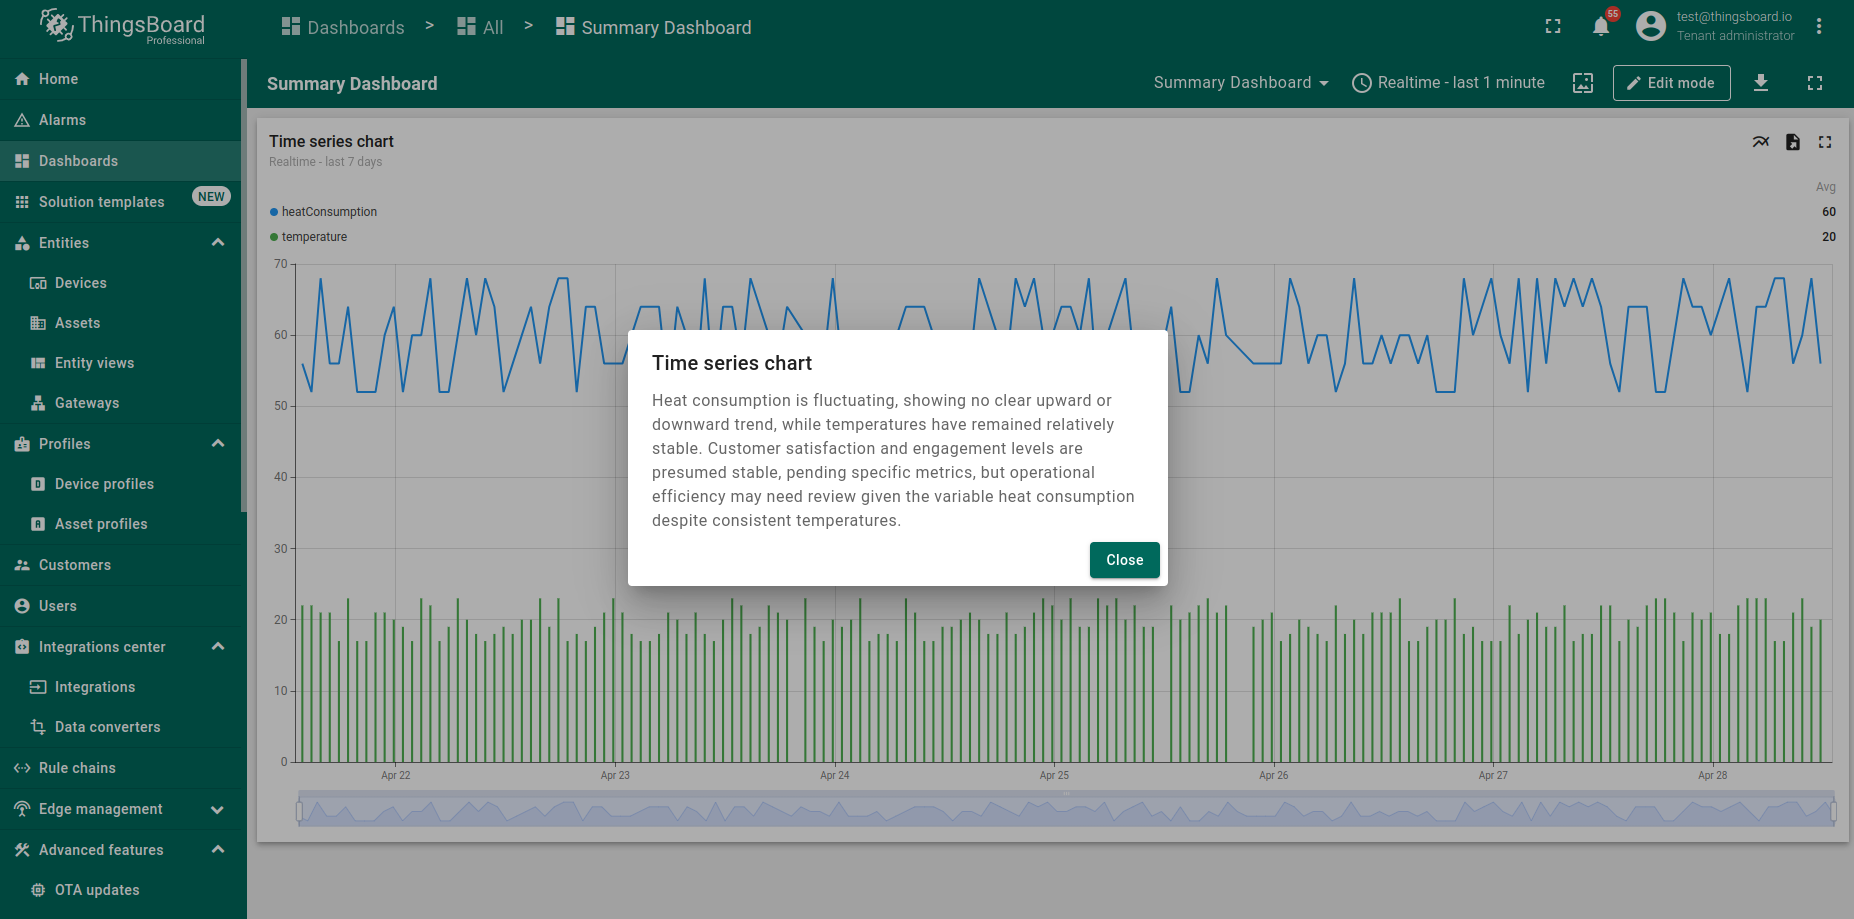 ThingsBoard
Professional
Dashboards > All > Summary Dashboard
55
test@thingsboard.io
Tenant administrator
Home
Alarms
Dashboards
Solution templates NEW
Entities
Devices
Assets
Entity views
Gateways
Profiles
Device profiles
Asset profiles
Customers
Users
Integrations center
Integrations
Data converters
Rule chains
Edge management
Advanced features
OTA updates
Summary Dashboard
Summary Dashboard
Realtime - last 1 minute
Edit mode
Time series chart
Realtime - last 7 days
Avg
heatConsumption 60
temperature 20
70
60
50
40
30
20
10
0
Apr 22 Apr 23 Apr 24 Apr 25 Apr 26 Apr 27 Apr 28
Time series chart
Heat consumption is fluctuating, showing no clear upward or
downward trend, while temperatures have remained relatively
stable. Customer satisfaction and engagement levels are
presumed stable, pending specific metrics, but operational
efficiency may need review given the variable heat consumption
despite consistent temperatures.
Close